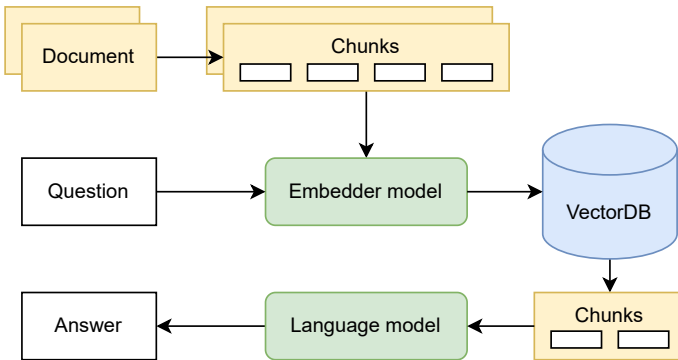 Document
Chunks
Question
Embedder model
VectorDB
Answer
Language model
Chunks